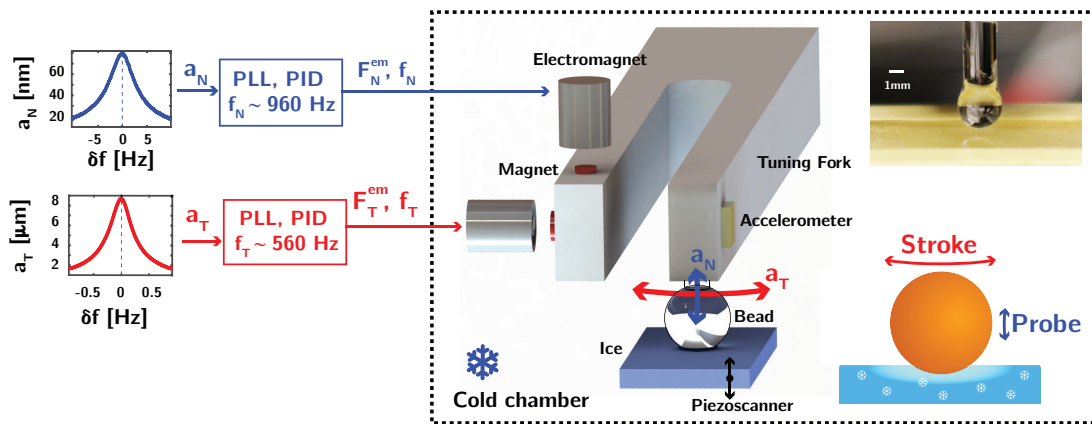 a_N [nm]
60
40
20
-5
0
5
δf [Hz]
a_N
PLL, PID
f_N ~ 960 Hz
F_N^em, f_N
a_T [μm]
8
6
4
2
-0.5
0
0.5
δf [Hz]
a_T
PLL, PID
f_T ~ 560 Hz
F_T^em, f_T
Electromagnet
Magnet
Tuning Fork
Accelerometer
a_N
a_T
Bead
Ice
Piezoscanner
Cold chamber
1mm
Stroke
Probe